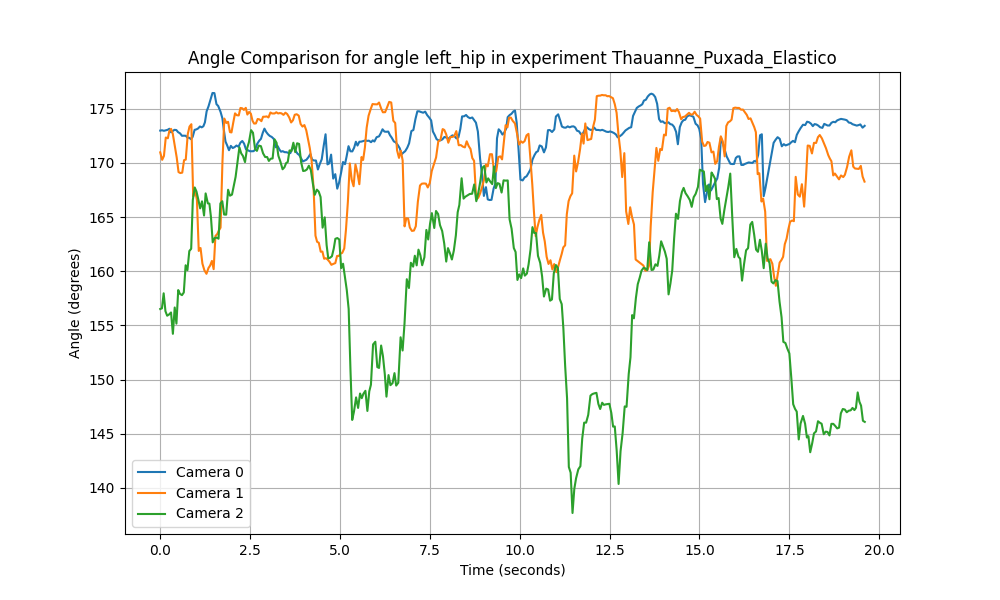 Angle Comparison for angle left_hip in experiment Thauanne_Puxada_Elastico
Angle (degrees)
175
170
165
160
155
150
145
140
Camera 0
Camera 1
Camera 2
0.0 2.5 5.0 7.5 10.0 12.5 15.0 17.5 20.0
Time (seconds)